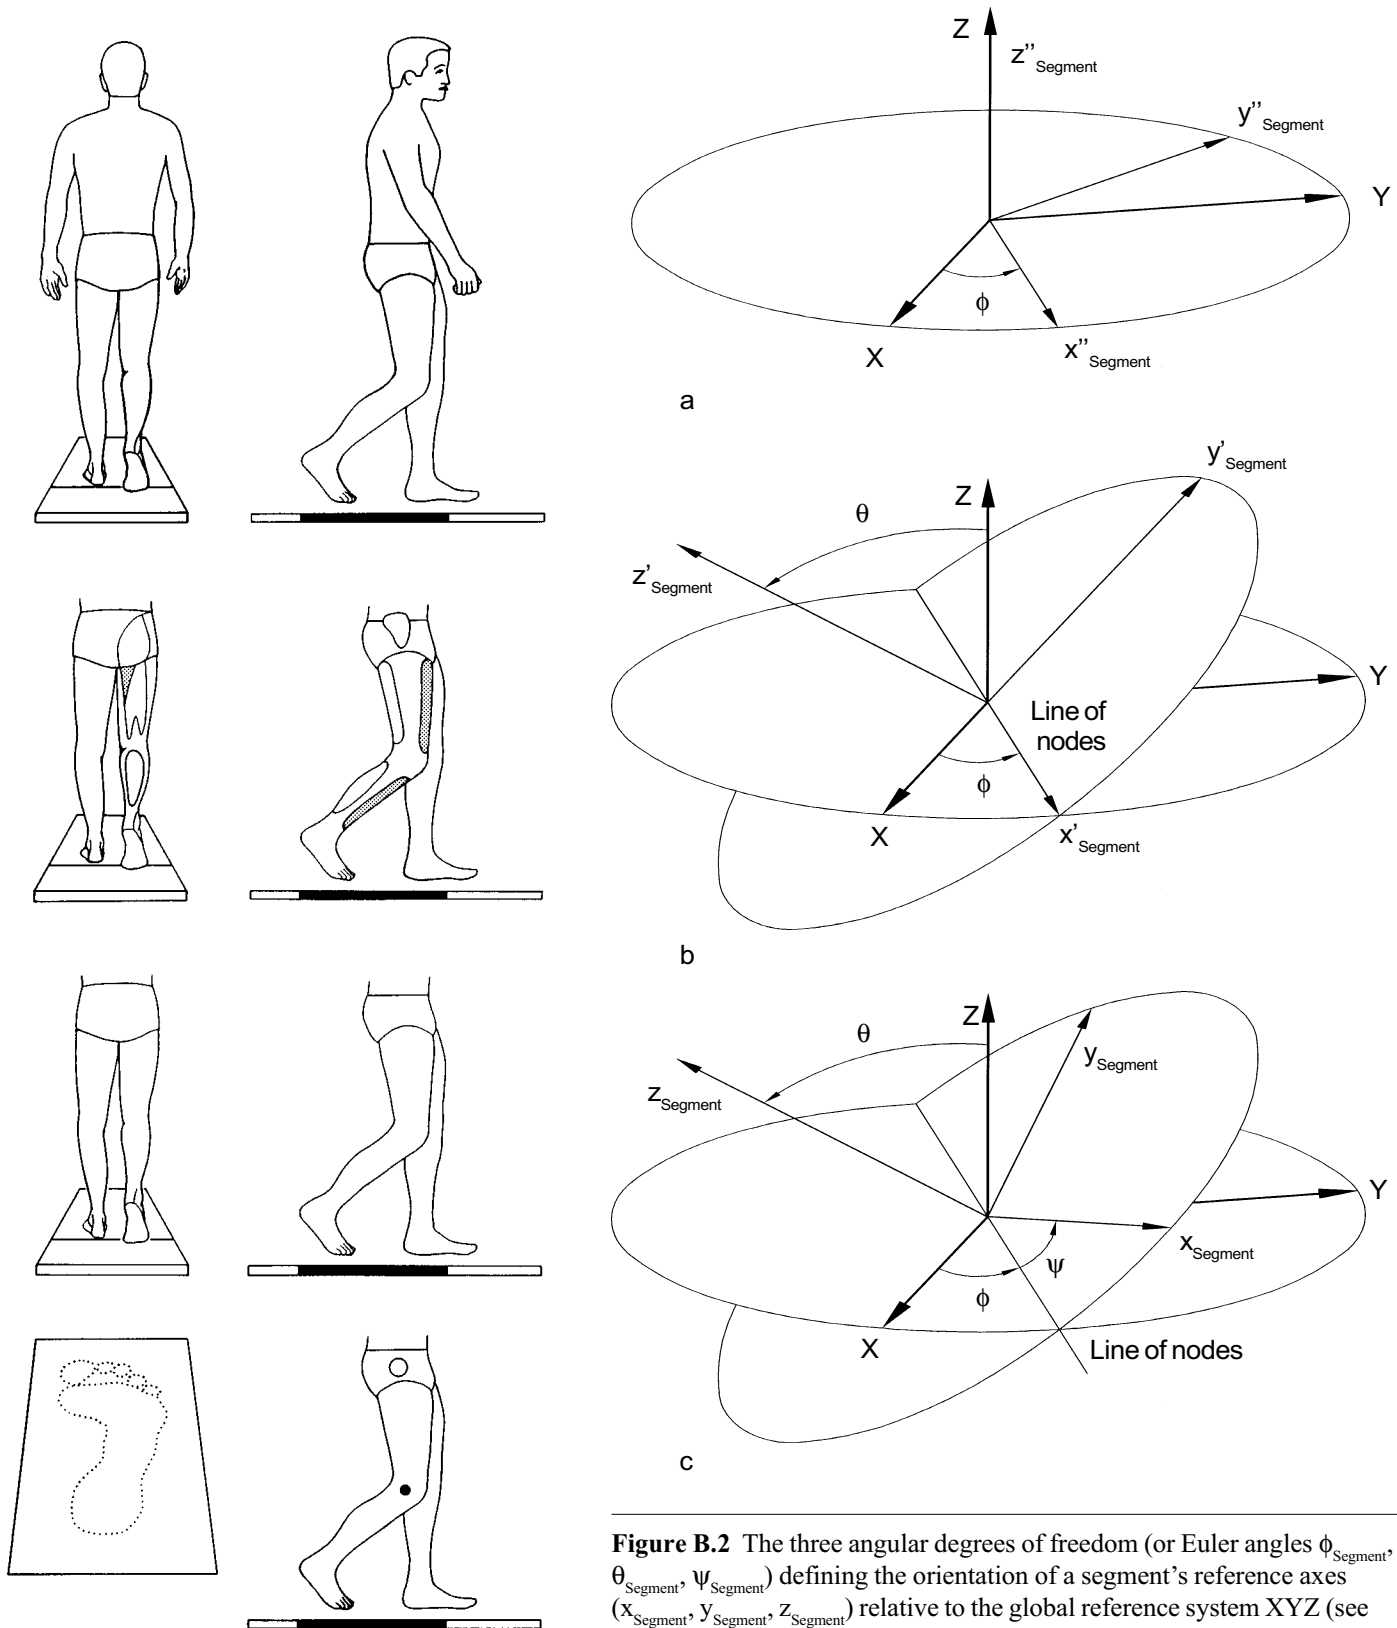 Z
z''Segment
y''Segment
Y
ϕ
X
x''Segment
a
y'Segment
Z
θ
z'Segment
Y
Line of
nodes
ϕ
X
x'Segment
b
Z
θ
ySegment
zSegment
Y
xSegment
ψ
ϕ
X
Line of nodes
c
Figure B.2 The three angular degrees of freedom (or Euler angles ϕSegment,
θSegment, ψSegment) defining the orientation of a segment's reference axes
(xSegment, ySegment, zSegment) relative to the global reference system XYZ (see